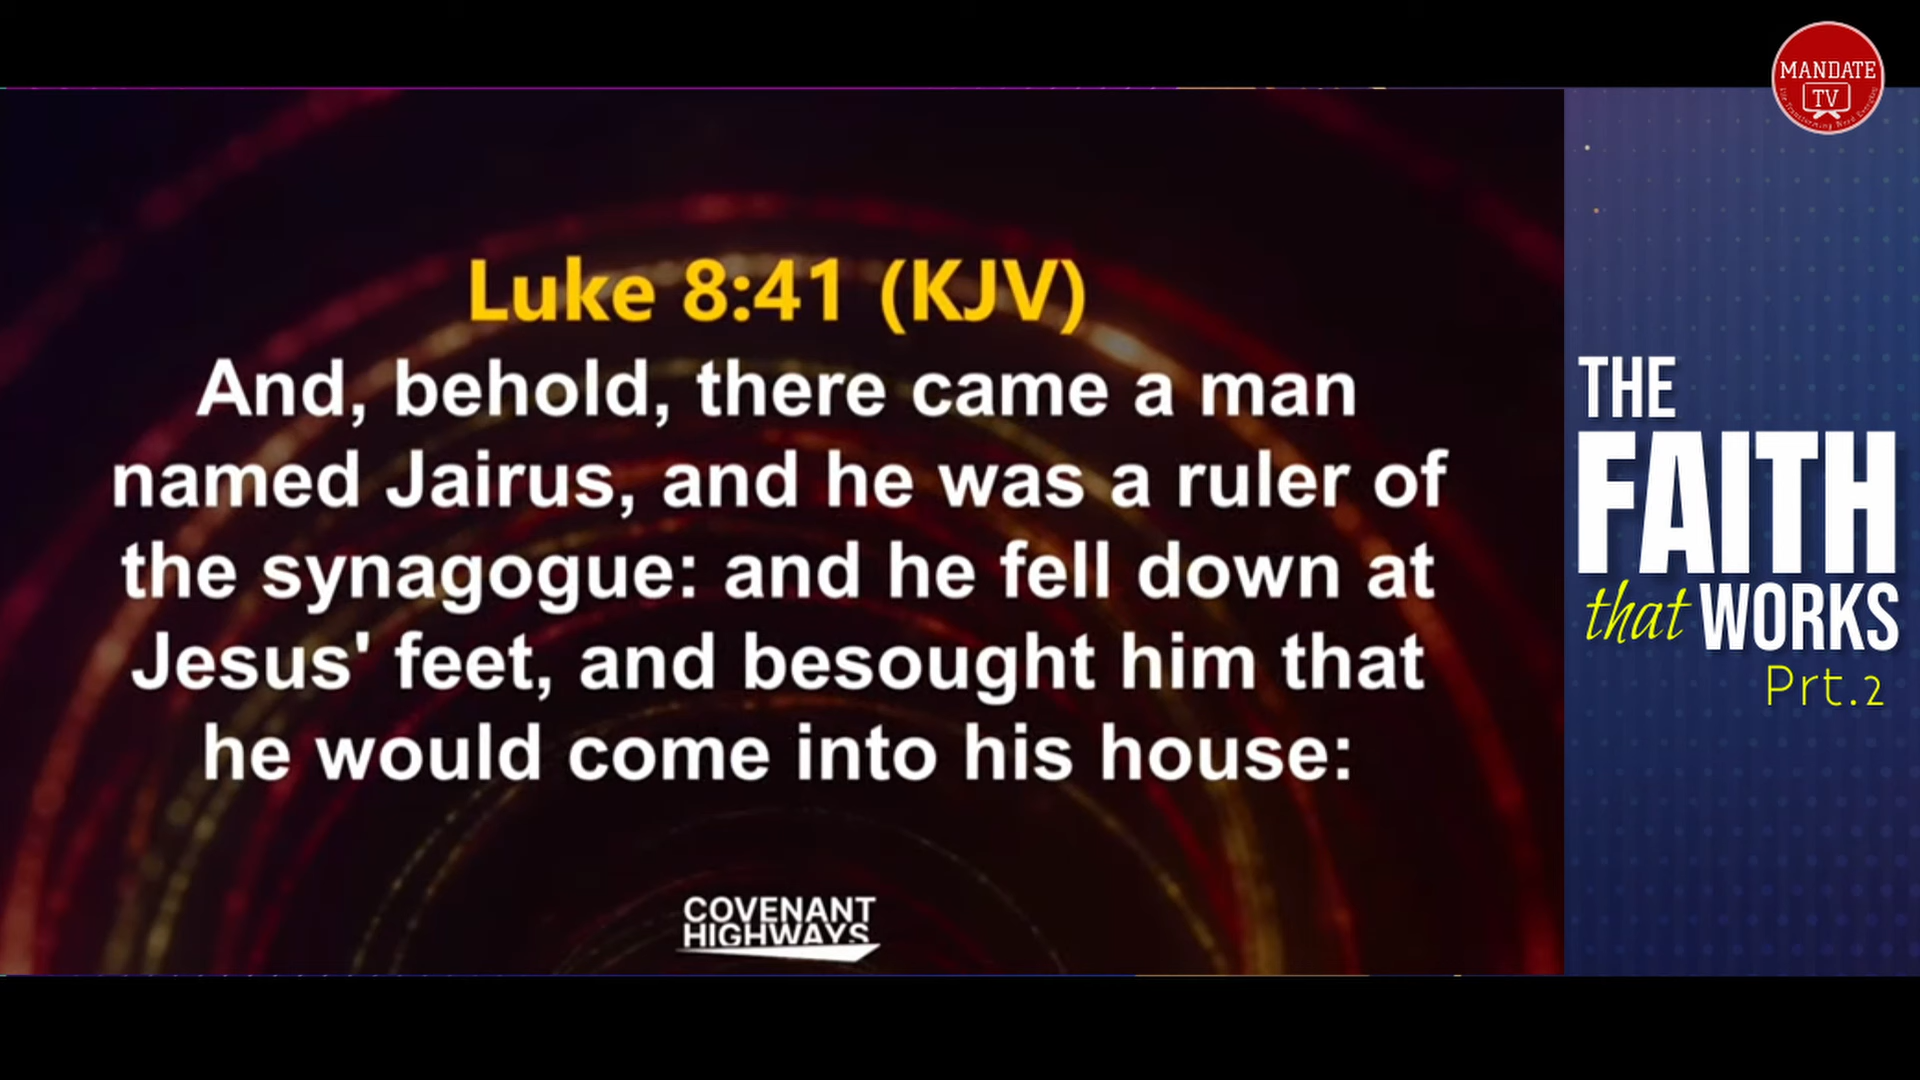 MANDATE
TV
Luke 8:41 (KJV)
And, behold, there came a man
named Jairus, and he was a ruler of
the synagogue: and he fell down at
Jesus' feet, and besought him that
he would come into his house:
COVENANT
HIGHWAYS
THE
FAITH
that WORKS
Prt.2